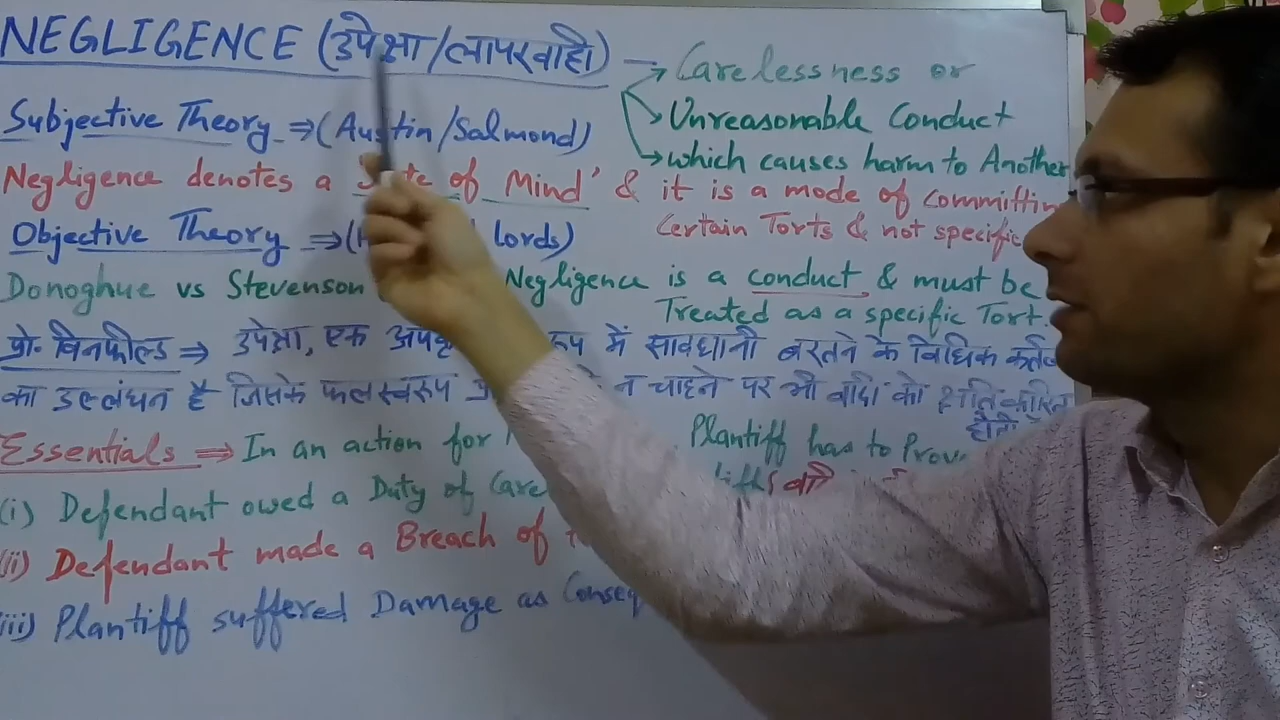 NEGLIGENCE (उपेक्षा/लापरवाही) → Carelessness or
→ Unreasonable Conduct
→ which causes harm to Another
Subjective Theory ⇒ (Austin/Salmond)
Negligence denotes a of Mind' & it is a mode of committin
Certain Torts & not specific
Objective Theory ⇒ ( lords)
Donoghue vs Stevenson Negligence is a conduct & must be
Treated as a specific Tort.
प्रो॰ विनफील्ड ⇒ उपेक्षा, एक में सावधानी बरतने के विधिक
का उल्लंघन है जिसके फलस्वरूप न चाहने पर भी वादी को क्षति कारित
होती
Essentials ⇒ In an action for Plantiff has to Prov
(i) Defendant owed a Duty of Care
(ii) Defendant made a Breach of
(iii) Plantiff suffered Damage as Conseq